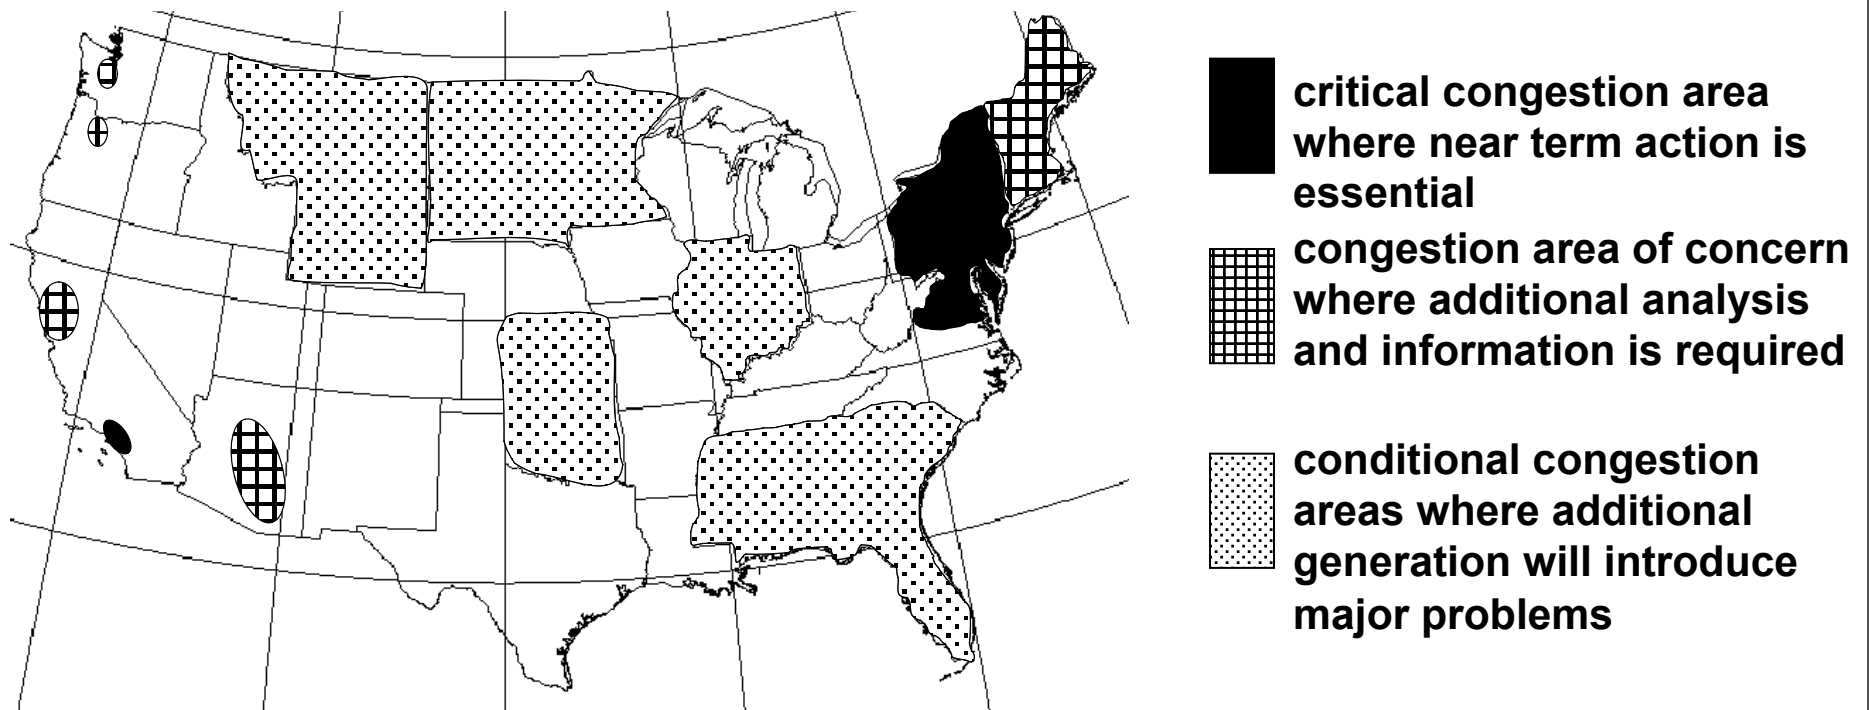 critical congestion area
where near term action is
essential
congestion area of concern
where additional analysis
and information is required
conditional congestion
areas where additional
generation will introduce
major problems